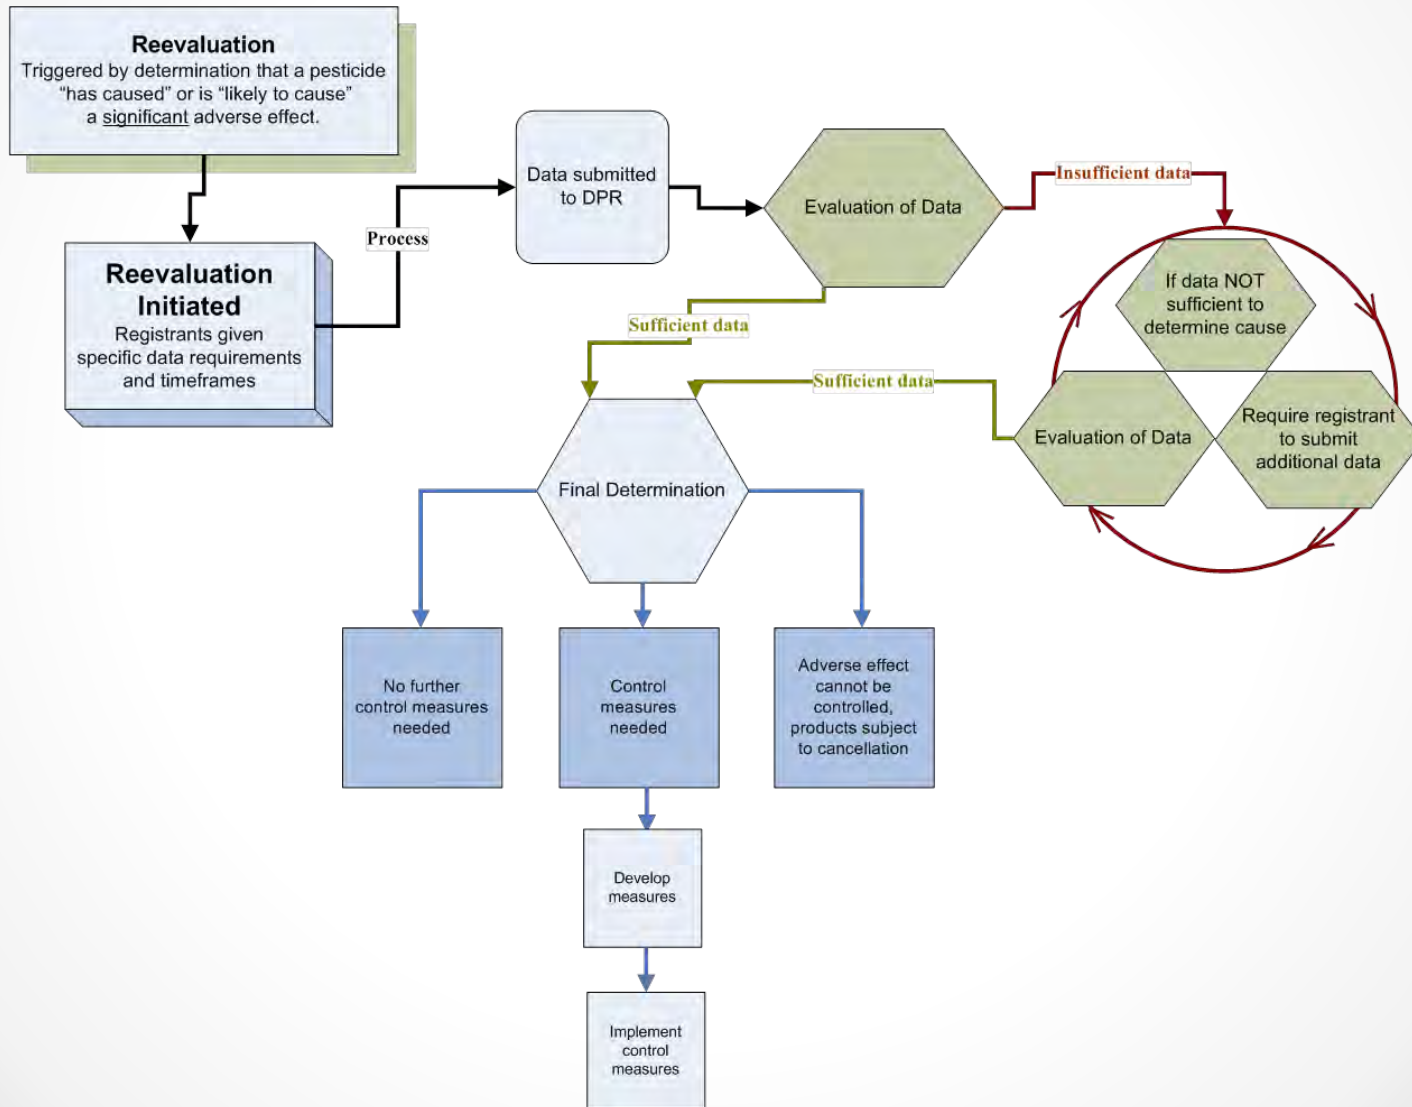 Reevaluation
Triggered by determination that a pesticide
“has caused” or is “likely to cause”
a significant adverse effect.
Reevaluation
Initiated
Registrants given
specific data requirements
and timeframes
Process
Data submitted
to DPR
Evaluation of Data
Insufficient data
If data NOT
sufficient to
determine cause
Require registrant
to submit
additional data
Evaluation of Data
Sufficient data
Sufficient data
Final Determination
No further
control measures
needed
Control
measures
needed
Adverse effect
cannot be
controlled,
products subject
to cancellation
Develop
measures
Implement
control
measures